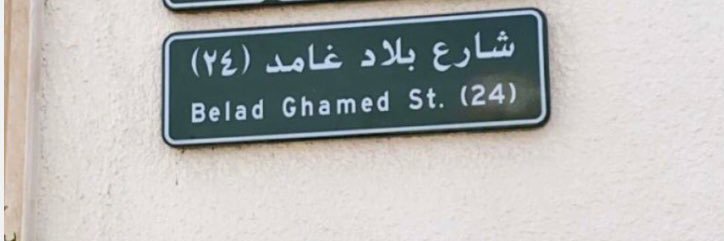 شارع بلاد غامد (٢٤)
Belad Ghamed St. (24)